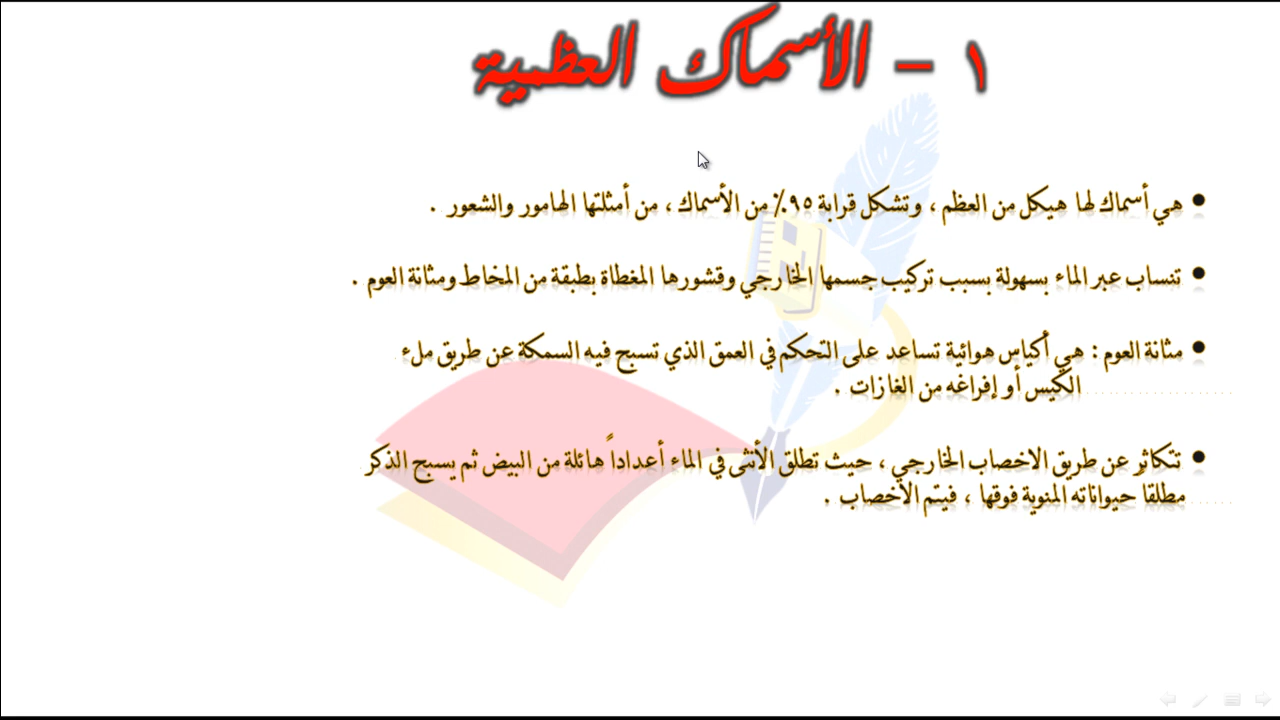 ١ – الأسماك العظمية
• هي أسماك لها هيكل من العظم ، وتشكل قرابة ٩٥٪ من الأسماك ، من أمثلتها الهامور والشعور .
• تنساب عبر الماء بسهولة بسبب تركيب جسمها الخارجي وقشورها المغطاة بطبقة من المخاط ومثانة العوم .
• مثانة العوم : هي أكياس هوائية تساعد على التحكم في العمق الذي تسبح فيه السمكة عن طريق ملء
الكيس أو إفراغه من الغازات .
• تتكاثر عن طريق الاخصاب الخارجي ، حيث تطلق الأنثى في الماء أعداداً هائلة من البيض ثم يسبح الذكر
مطلقا حيواناته المنوية فوقها ، فيتم الاخصاب .